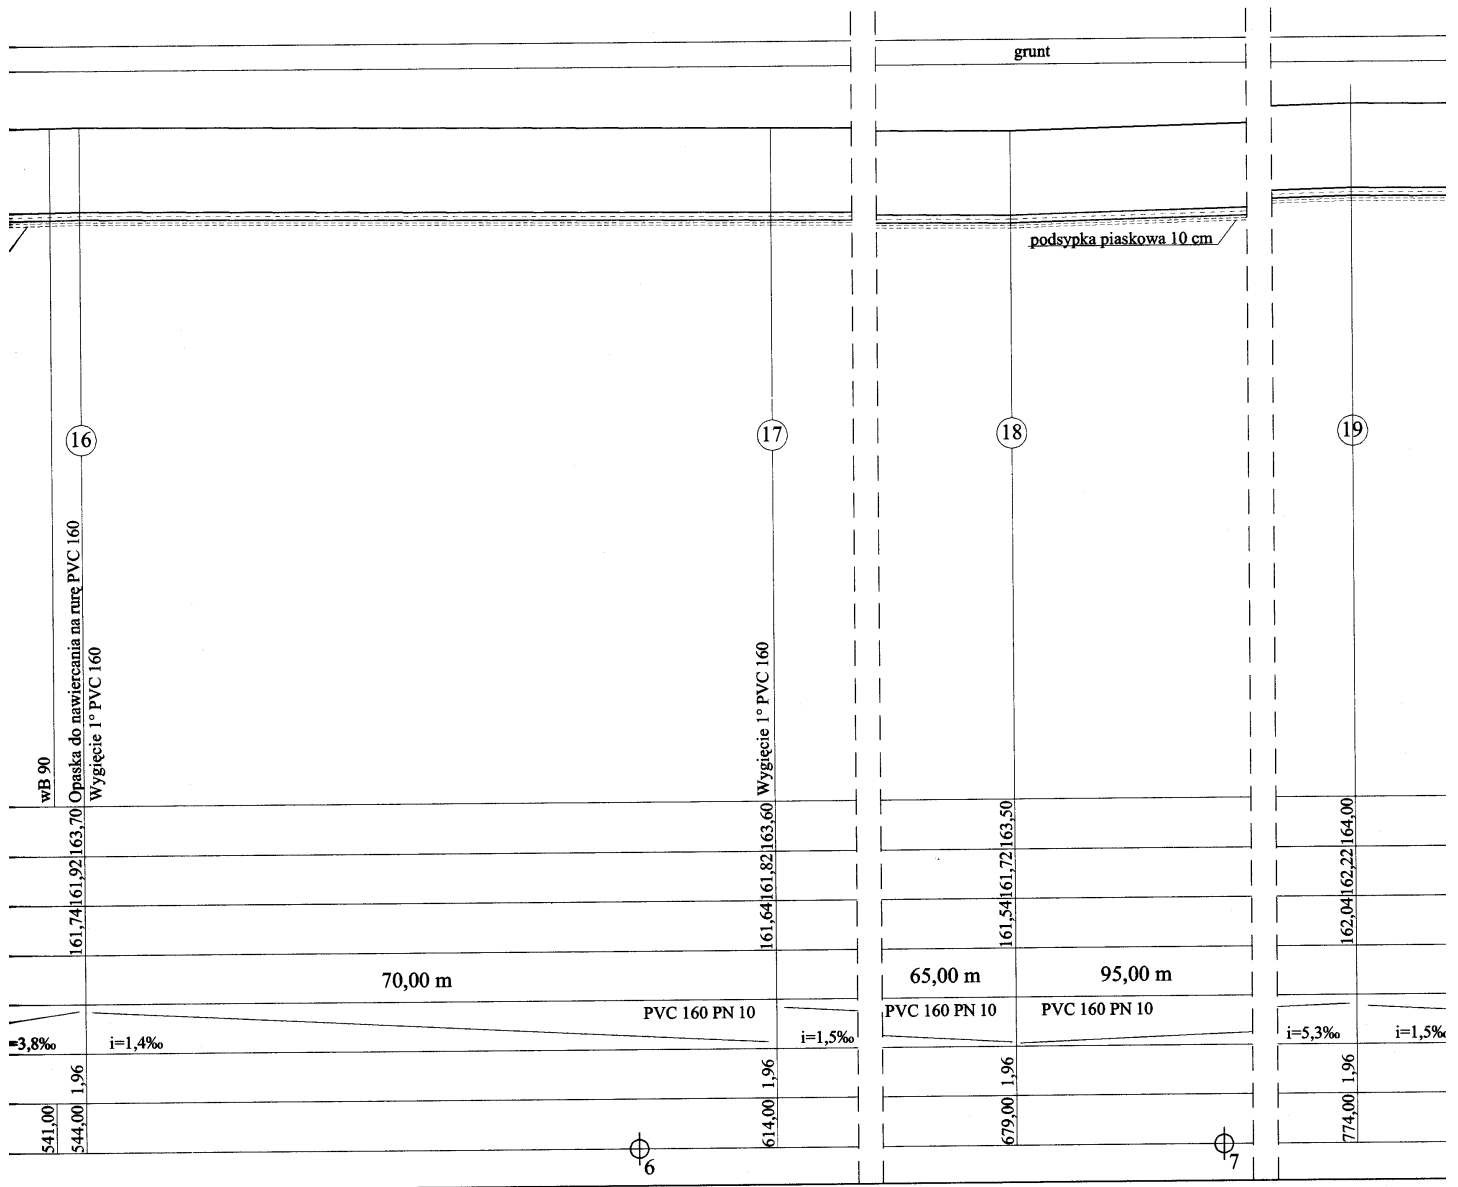 grunt
podsypka piaskowa 10 cm
16
17
18
19
wB 90
Opaska do nawiercania na rurę PVC 160
Wygięcie 1° PVC 160
Wygięcie 1° PVC 160
163,70
163,60
163,50
164,00
161,92
161,82
161,72
162,22
161,74
161,64
161,54
162,04
70,00 m
65,00 m
95,00 m
PVC 160 PN 10
PVC 160 PN 10
PVC 160 PN 10
=3,8‰
i=1,4‰
i=1,5‰
i=5,3‰
i=1,5‰
1,96
1,96
1,96
1,96
541,00
544,00
614,00
679,00
774,00
6
7